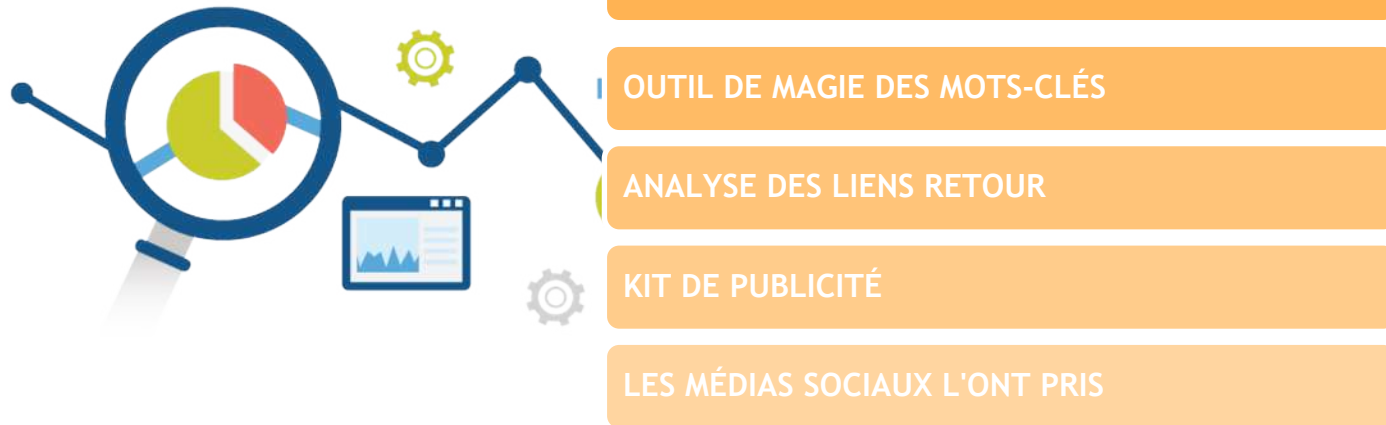 OUTIL DE MAGIE DES MOTS-CLÉS
ANALYSE DES LIENS RETOUR
KIT DE PUBLICITÉ
LES MÉDIAS SOCIAUX L'ONT PRIS